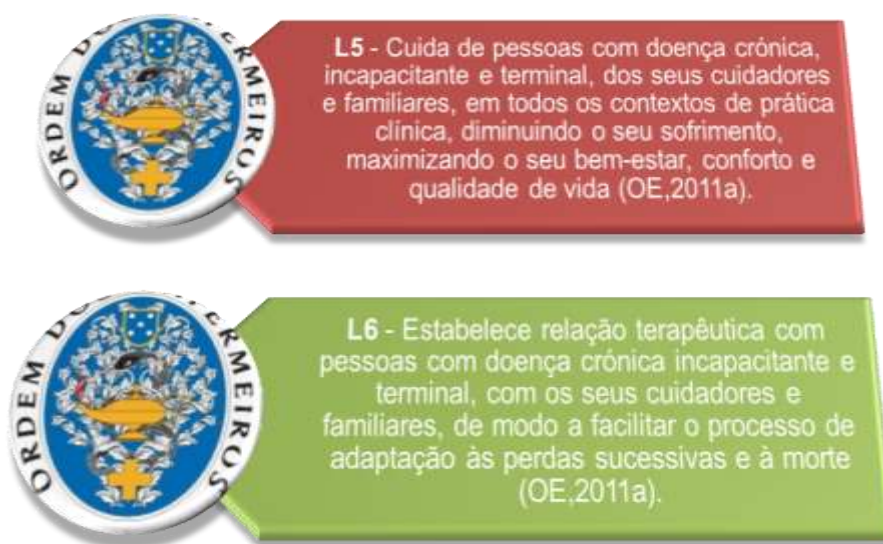 ORDEM DOS ENFERMEIROS
L5 - Cuida de pessoas com doença crónica,
incapacitante e terminal, dos seus cuidadores
e familiares, em todos os contextos de prática
clínica, diminuindo o seu sofrimento,
maximizando o seu bem-estar, conforto e
qualidade de vida (OE,2011a).
ORDEM DOS ENFERMEIROS
L6 - Estabelece relação terapêutica com
pessoas com doença crónica incapacitante e
terminal, com os seus cuidadores e
familiares, de modo a facilitar o processo de
adaptação às perdas sucessivas e à morte
(OE,2011a).